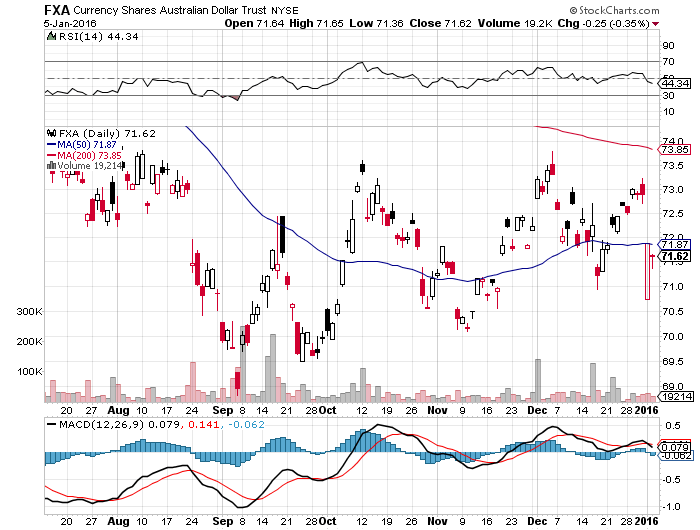 FXA Currency Shares Australian Dollar Trust NYSE © StockCharts.com
5-Jan-2016 Open 71.64 High 71.65 Low 71.36 Close 71.62 Volume 19.2K Chg -0.25 (-0.35%)
RSI(14) 44.34
90
70
50
44.34
30
10
FXA (Daily) 71.62
MA(50) 71.87
MA(200) 73.85
Volume 19,214
74.0
73.85
73.5
73.0
72.5
72.0
71.87
71.62
71.5
71.0
70.5
70.0
69.5
69.0
300K
200K
100K
19214
20 27 Aug 10 17 24 Sep 8 14 21 28 Oct 12 19 26 Nov 9 16 23 Dec 7 14 21 28 2016
MACD(12,26,9) 0.079, 0.141, -0.062
0.5
0.079
-0.062
-0.5
-1.0
20 27 Aug 10 17 24 Sep 8 14 21 28 Oct 12 19 26 Nov 9 16 23 Dec 7 14 21 28 2016